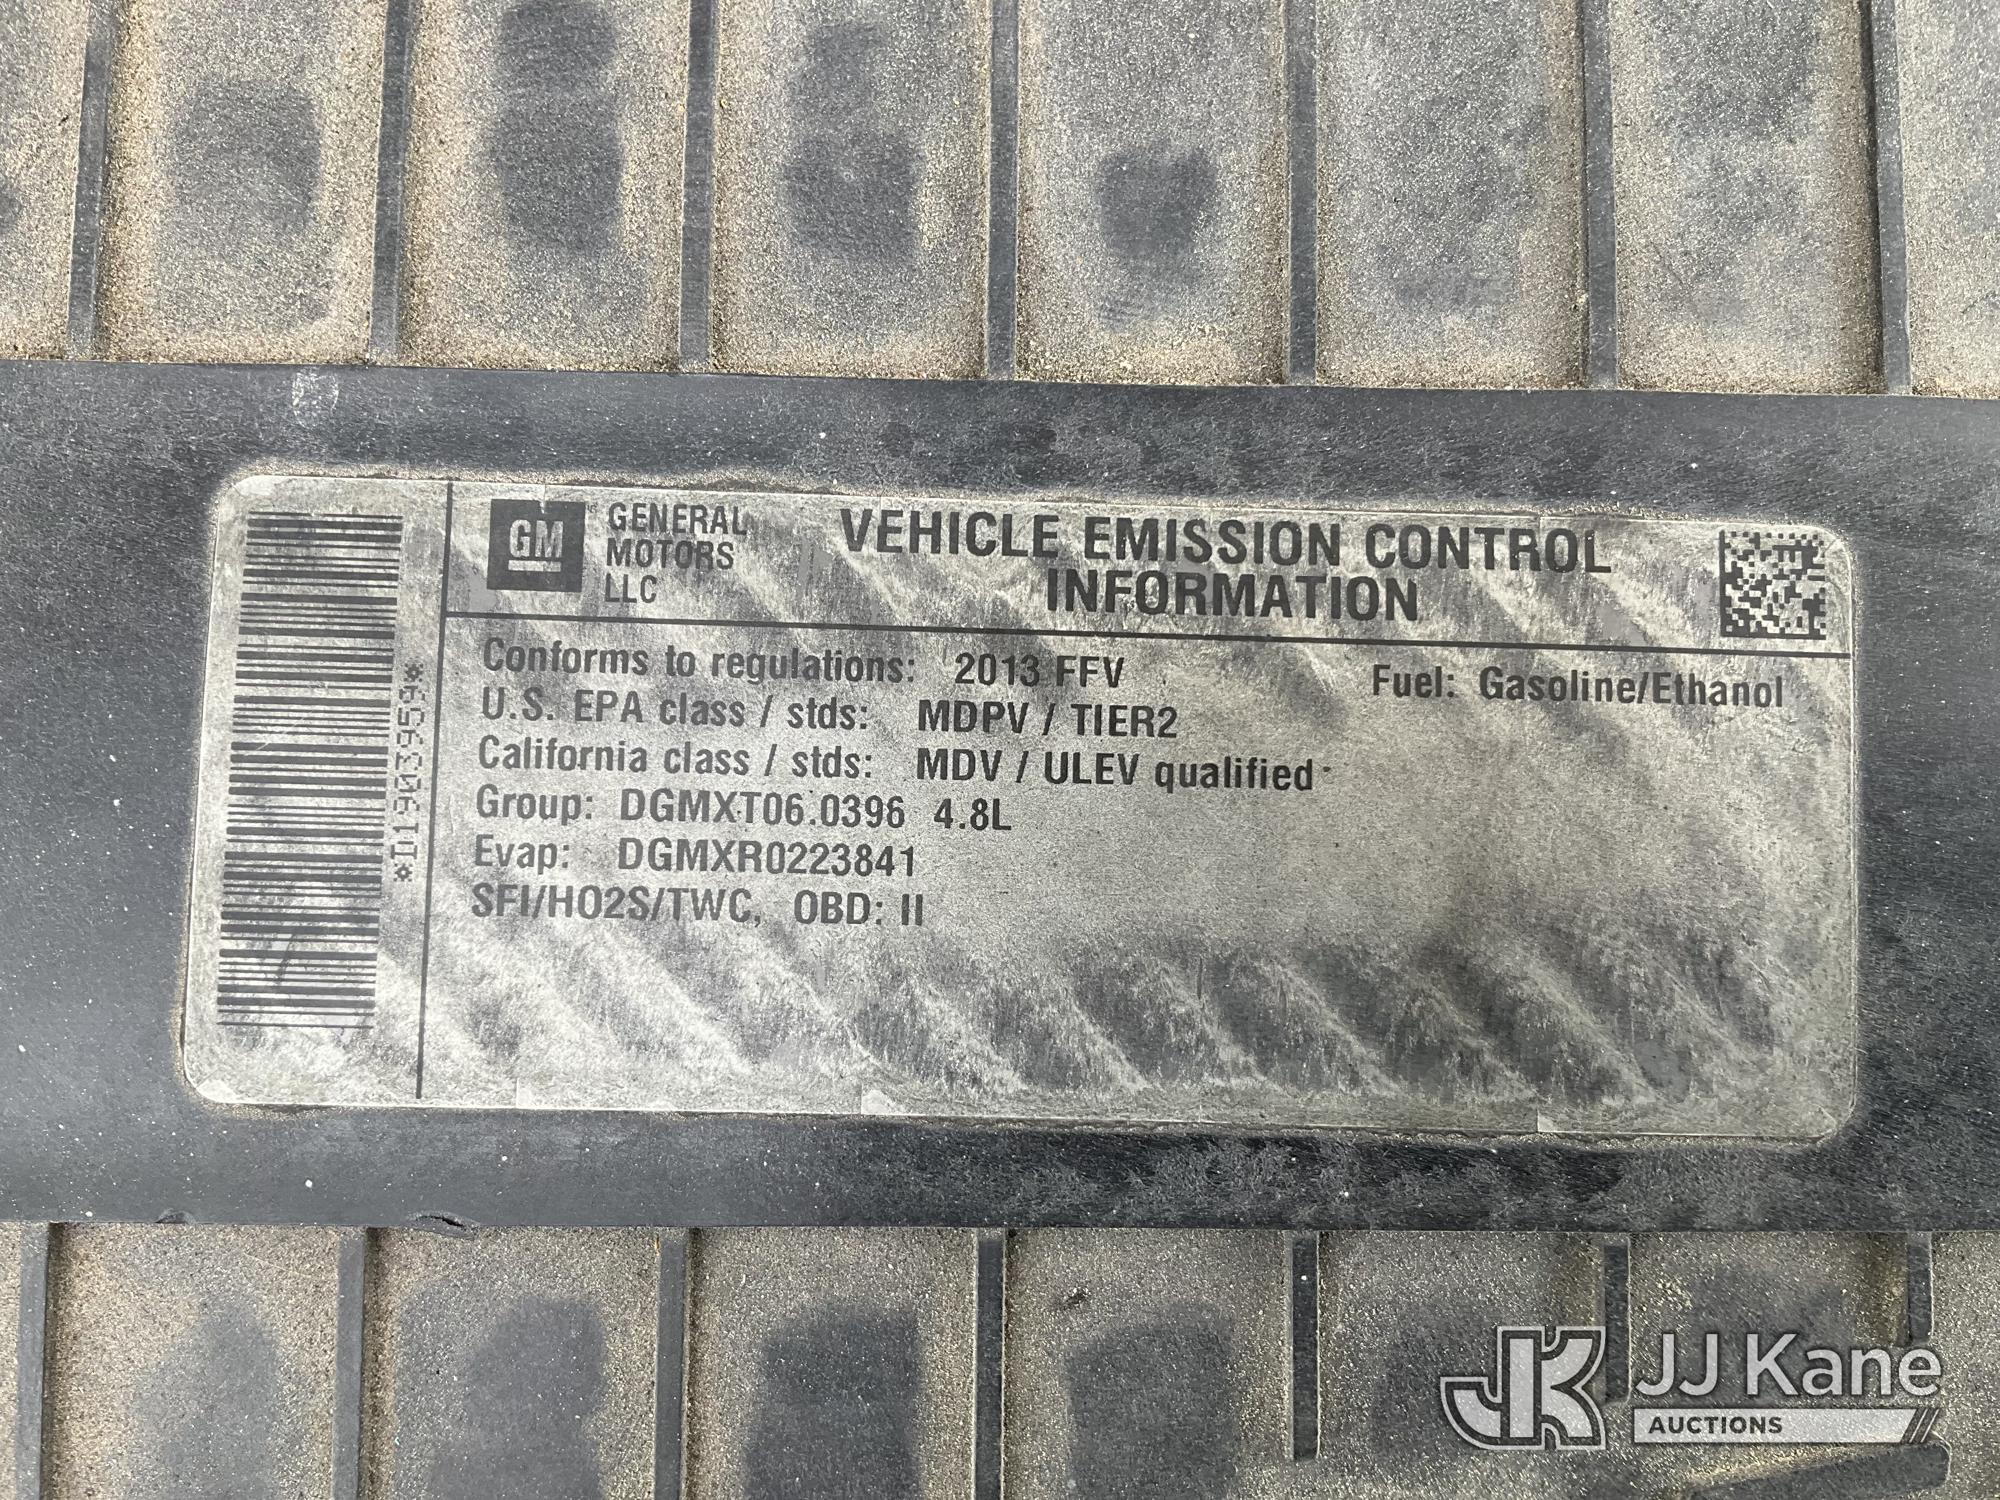 GM GENERAL MOTORS LLC
VEHICLE EMISSION CONTROL
INFORMATION
Conforms to regulations: 2013 FFV Fuel: Gasoline/Ethanol
U.S. EPA class / stds: MDPV / TIER2
California class / stds: MDV / ULEV qualified
Group: DGMXT06.0396 4.8L
Evap: DGMXR0223841
SFI/HO2S/TWC, OBD: II
*D1903959*
JK JJ Kane
AUCTIONS